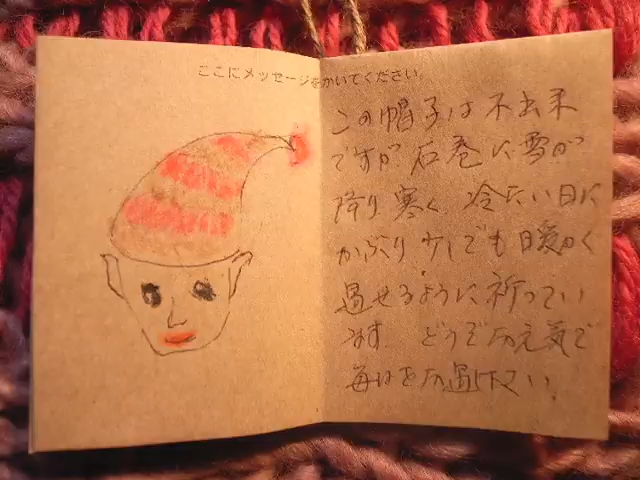 ここにメッセージをかいてください。
この帽子は不出来
ですが石巻に雪が
降り寒く 冷たい日に
かぶり少しでも暖かく
過せるように祈ってい
ます どうぞお元気で
毎日をお過し下さい。